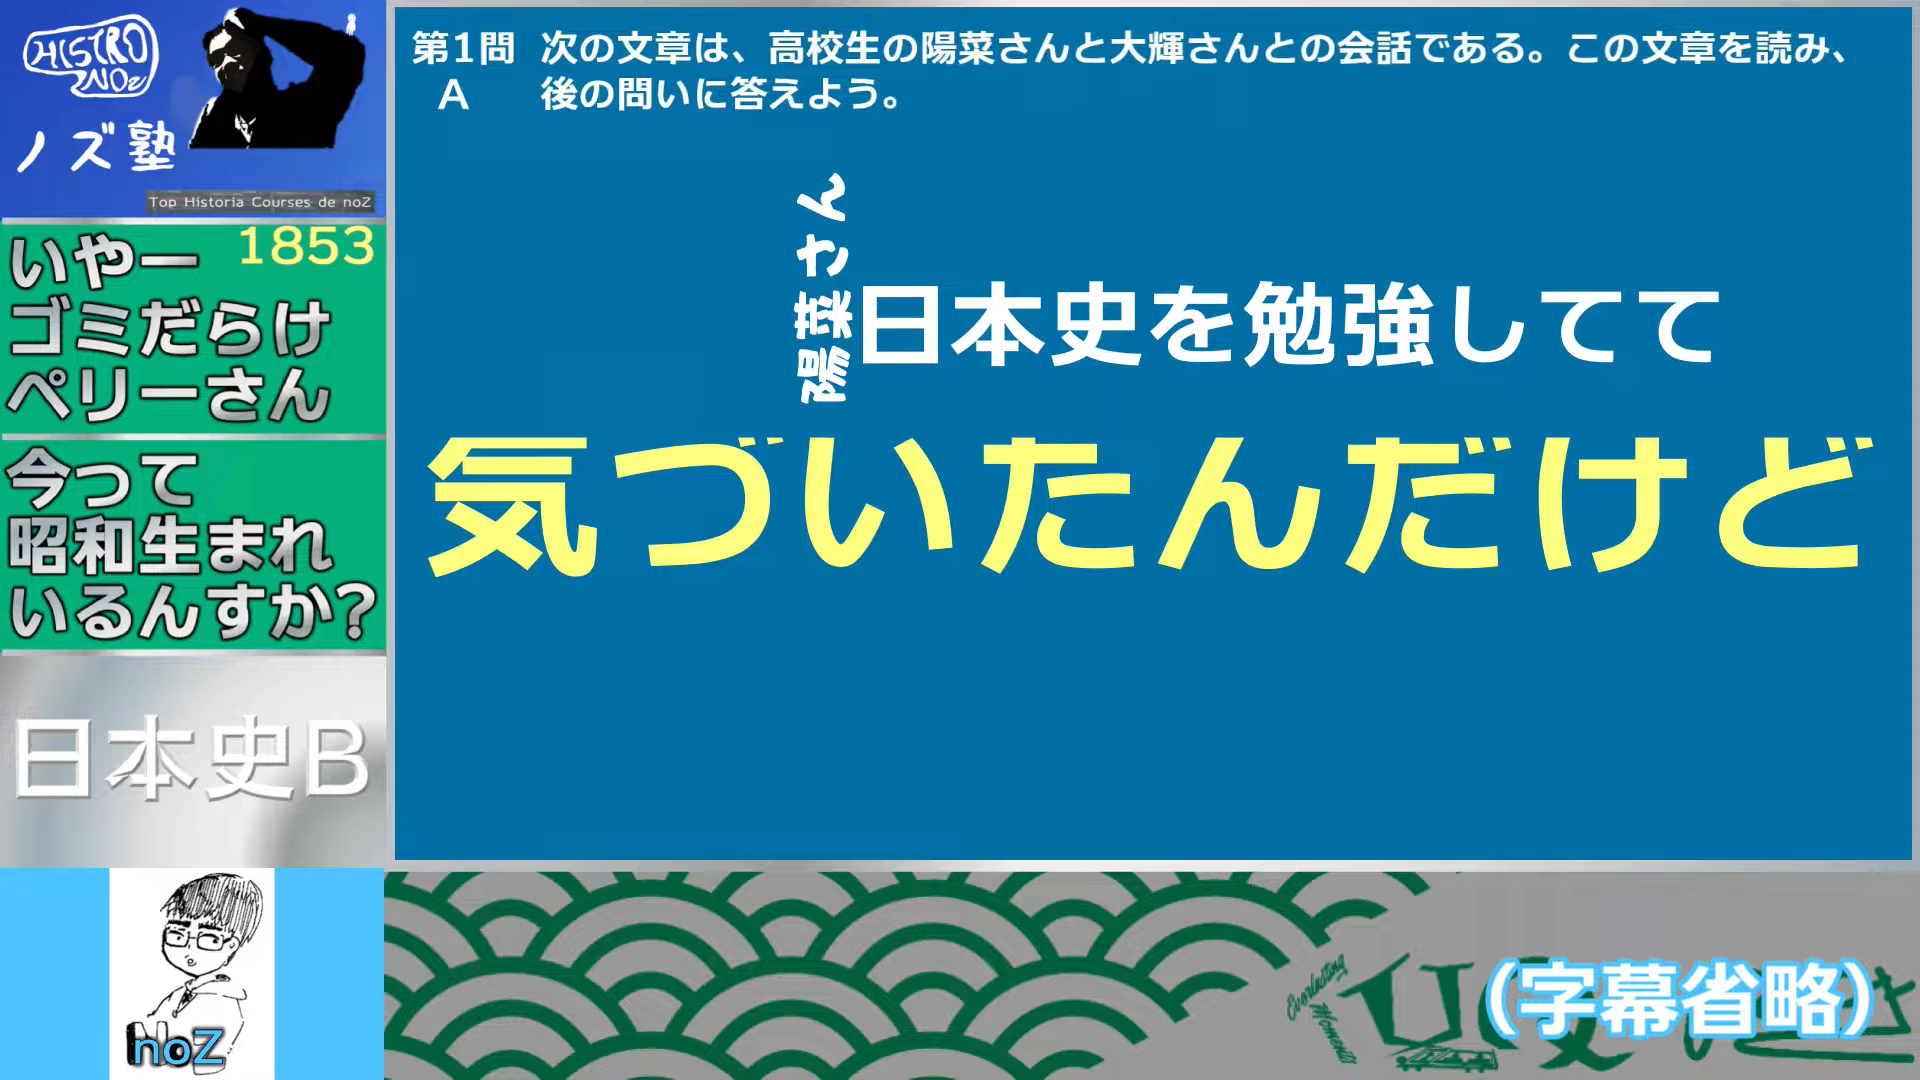 HISTRO
NOZ
ノズ塾
Top Historia Courses de noZ
1853
いやー
ゴミだらけ
ペリーさん
今って
昭和生まれ
いるんすか?
日本史B
noZ
第1問 次の文章は、高校生の陽菜さんと大輝さんとの会話である。この文章を読み、
A 後の問いに答えよう。
陽菜さん
日本史を勉強してて
気づいたんだけど
Everlasting
Moments
(字幕省略)